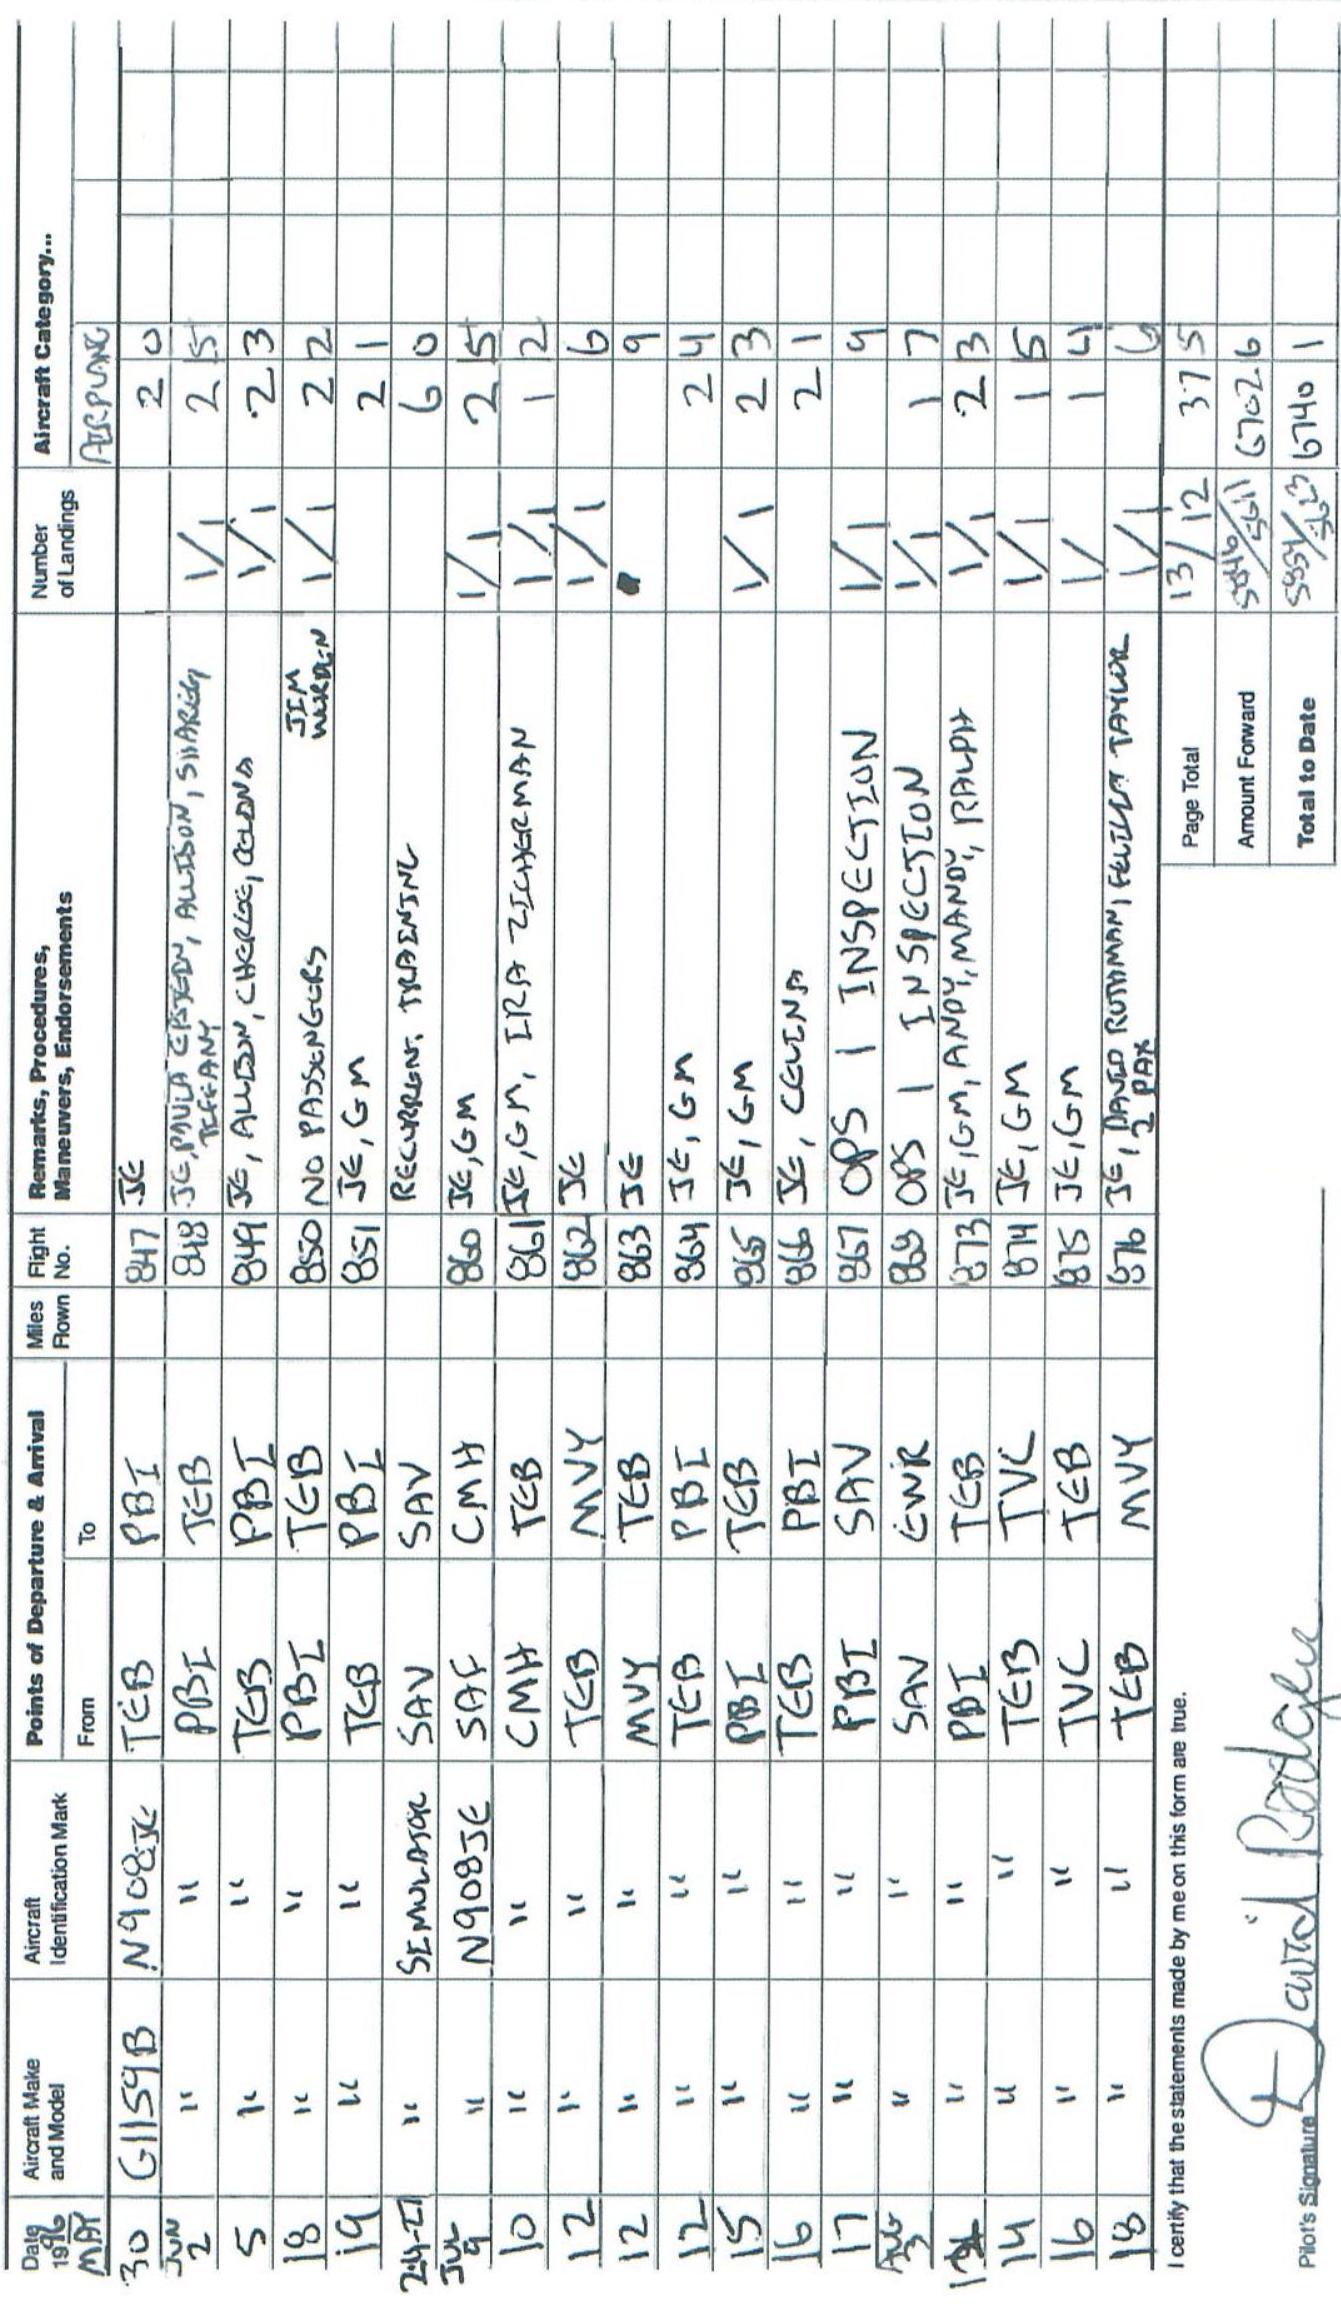 Date 1996 Aircraft Make and Model Aircraft Identification Mark Points of Departure & Arrival Miles Flown Flight No. Remarks, Procedures, Maneuvers, Endorsements Number of Landings Aircraft Category...
MAY From To AIRPLANE
30 G1159B N908JE TEB PBI 847 JE 2 0
JUN 2 " " PBI TEB 848 JE, PAULA EPSTEIN, ALLISON, 1/1 2 5
TIFFANY
5 " " TEB PBI 849 JE, ALLISON, 1/1 2 3
18 " " PBI TEB 850 NO PASSENGERS JIM 1/1 2 2
19 " " TEB PBI 851 JE, GM 2 1
24-27 " SIMULATOR SAV SAV RECURRENT TRAINING 6 0
JUL 9 " N908JE SAF CMH 860 JE, GM 1/1 2 5
10 " " CMH TEB 861 JE, GM, IRA ZICHERMAN 1/1 1 2
12 " " TEB MVY 862 JE 1/1 6
12 " " MVY TEB 863 JE 9
12 " " TEB PBI 864 JE, GM 2 4
15 " " PBI TEB 865 JE, GM 1/1 2 3
16 " " TEB PBI 866 JE, CELINA 2 1
17 " " PBI SAV 867 OPS 1 INSPECTION 1/1 9
AUG 3 " " SAV EWR 869 OPS 1 INSPECTION 1/1 1 7
" " PBI TEB 873 JE, GM, ANDY, MANDY, RALPH 1/1 2 3
14 " " TEB TVC 874 JE, GM 1/1 1 5
16 " " TVC TEB 875 JE, GM 1/ 1 4
18 " " TEB MVY 876 JE, DAVID ROTHMAN, TAYLOR 1/1 6
2 PAX
I certify that the statements made by me on this form are true. Page Total 13/12 37 5
Amount Forward 5846/5611 6702 6
Pilot's Signature David Rodgers Total to Date 5859/5623 6740 1